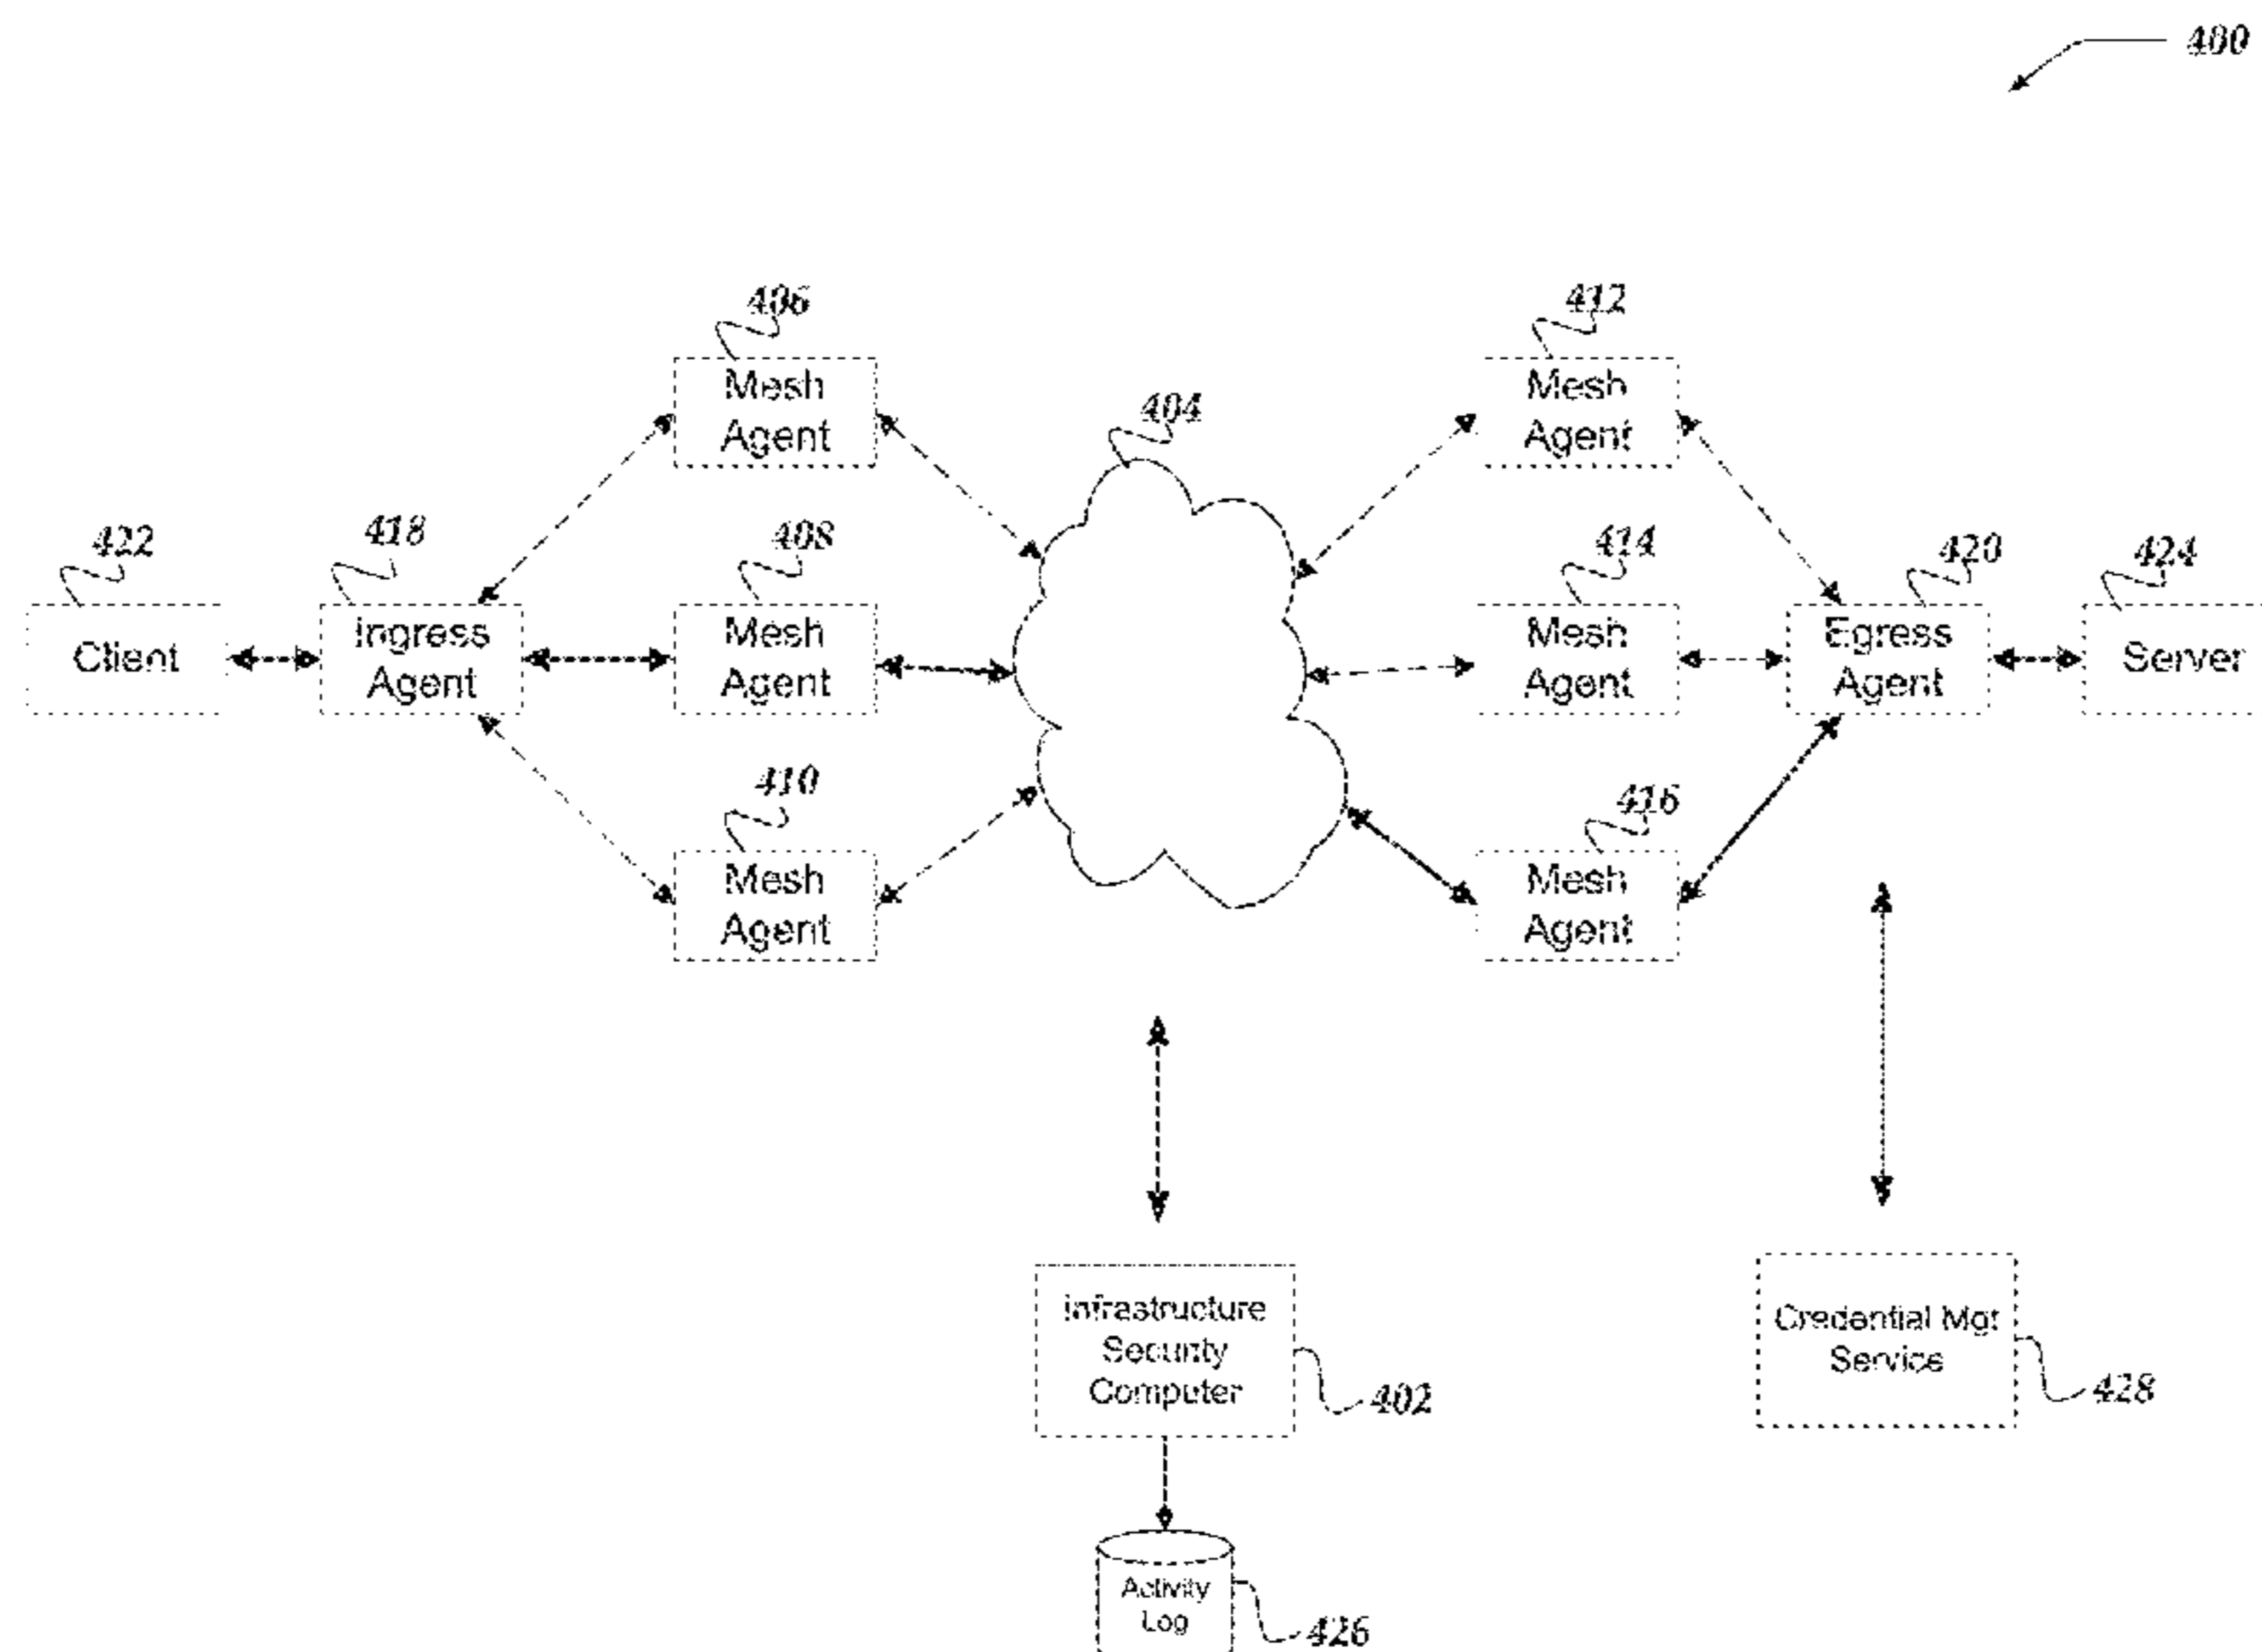 400
406
412
404
422
418
408
414
420
424
Mesh
Agent
Mesh
Agent
Client
Ingress
Agent
Mesh
Agent
Mesh
Agent
Egress
Agent
Server
410
416
Mesh
Agent
Mesh
Agent
Infrastructure
Security
Computer
402
Credential Mgt
Service
428
Activity
Log
426